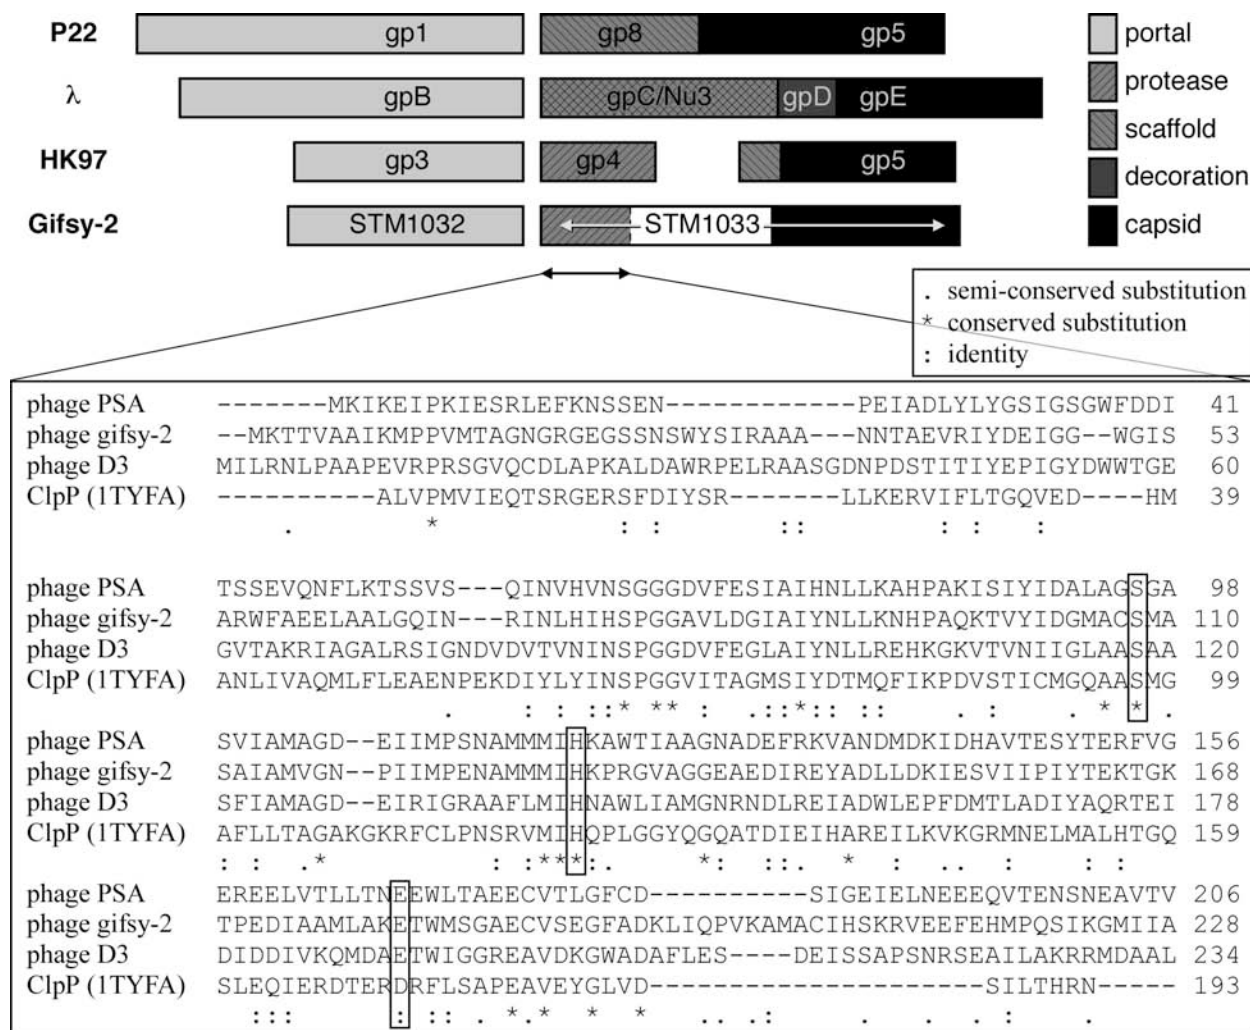 P22 gp1 gp8 gp5 portal
λ gpB gpC/Nu3 gpD gpE protease
HK97 gp3 gp4 gp5 scaffold
decoration
Gifsy-2 STM1032 STM1033 capsid
. semi-conserved substitution
* conserved substitution
: identity
phage PSA -------MKIKEIPKIESRLEFKNSSEN------------PEIADLYLYGSIGSGWFDDI 41
phage gifsy-2 --MKTTVAAIKMPPVMTAGNGRGEGSSNSWYSIRAAA---NNTAEVRIYDEIGG--WGIS 53
phage D3 MILRNLPAAPEVRPRSGVQCDLAPKALDAWRPELRAASGDNPDSTITIYEPIGYDWWTGE 60
ClpP (1TYFA) ----------ALVPMVIEQTSRGERSFDIYSR-------LLKERVIFLTGQVED----HM 39
. * : : : : : : :
phage PSA TSSEVQNFLKTSSVS---QINVHVNSGGGDVFESIAIHNLLKAHPAKISIYIDALAGSGA 98
phage gifsy-2 ARWFAEELAALGQIN---RINLHIHSPGGAVLDGIAIYNLLKNHPAQKTVYIDGMACSMA 110
phage D3 GVTAKRIAGALRSIGNDVDVTVNINSPGGDVFEGLAIYNLLREHKGKVTVNIIGLAASAA 120
ClpP (1TYFA) ANLIVAQMLFLEAENPEKDIYLYINSPGGVITAGMSIYDTMQFIKPDVSTICMGQAASMG 99
. : : : : * * * : . : : * : : : : . : . * * .
phage PSA SVIAMAGD--EIIMPSNAMMMIHKAWTIAAGNADEFRKVANDMDKIDHAVTESYTERFVG 156
phage gifsy-2 SAIAMVGN--PIIMPENAMMMIHKPRGVAGGEAEDIREYADLLDKIESVIIPIYTEKTGK 168
phage D3 SFIAMAGD--EIRIGRAAFLMIHNAWLIAMGNRNDLREIADWLEPFDMTLADIYAQRTEI 178
ClpP (1TYFA) AFLLTAGAKGKRFCLPNSRVMIHQPLGGYQGQATDIEIHAREILKVKGRMNELMALHTGQ 159
: : . * : : * * * : . * : : : . * : . . : :
phage PSA EREELVTLLTNEEWLTAEECVTLGFCD----------SIGEIELNEEEQVTENSNEAVTV 206
phage gifsy-2 TPEDIAAMLAKETWMSGAECVSEGFADKLIQPVKAMACIHSKRVEEFEHMPQSIKGMIIA 228
phage D3 DIDDIVKQMDAETWIGGREAVDKGWADAFLES----DEISSAPSNRSEAILAKRRMDAAL 234
ClpP (1TYFA) SLEQIERDTERDRFLSAPEAVEYGLVD---------------------SILTHRN----- 193
: : : : : . * . * * * . . . : . . . :